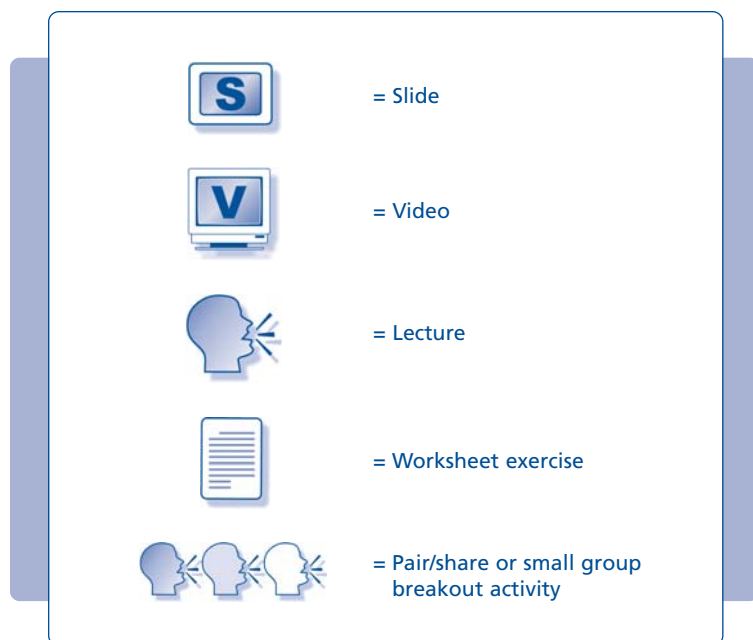 S
= Slide
V
= Video
= Lecture
= Worksheet exercise
= Pair/share or small group
breakout activity